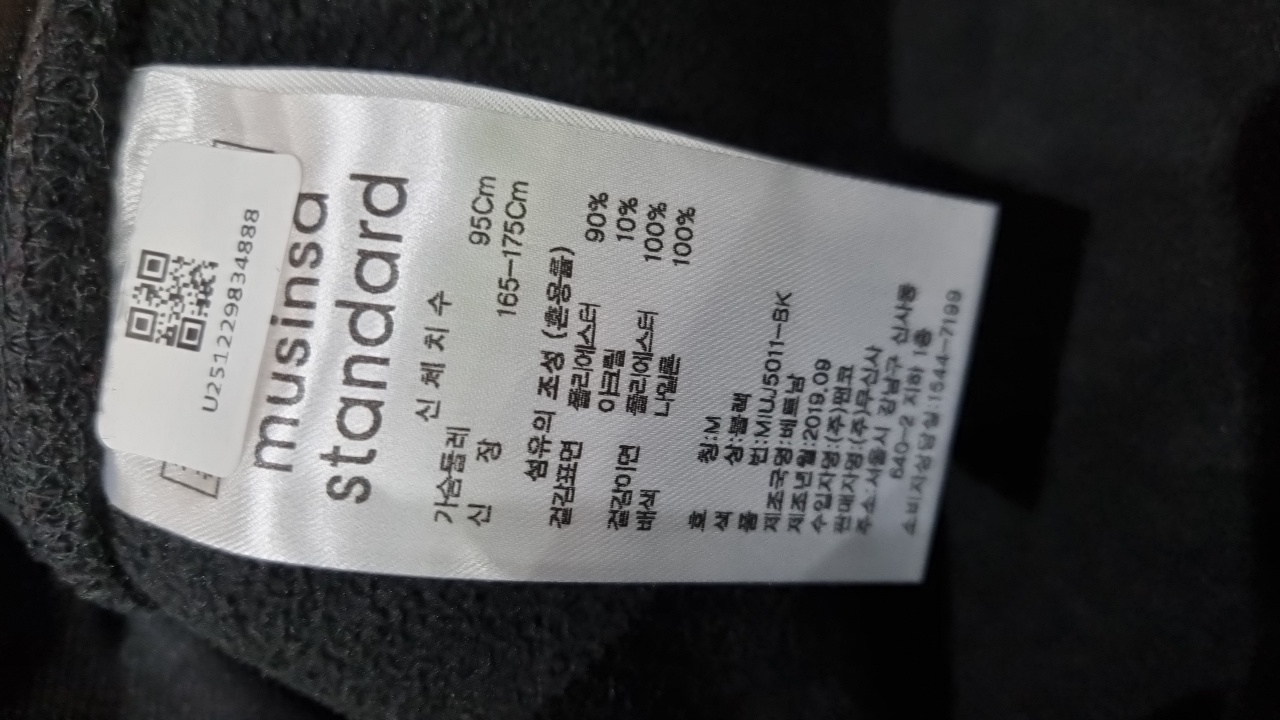 U251229834888
musinsa
standard
신 체 치 수
가슴둘레 95Cm
신 장 165-175Cm
섬유의 조성 (혼용율)
겉감표면 폴리에스터 90%
아크릴 10%
겉감이면 폴리에스터 100%
배색 나일론 100%
호 칭:M
색 상:블랙
품 번:MIUJ5011-BK
제조국명:베트남
제조년월:2019.09
수입자명:(주)팬코
판매자명:(주)무신사
주소:서울시 강남구 신사동
640-2 지하 1층
소비자상담실 1544-7199